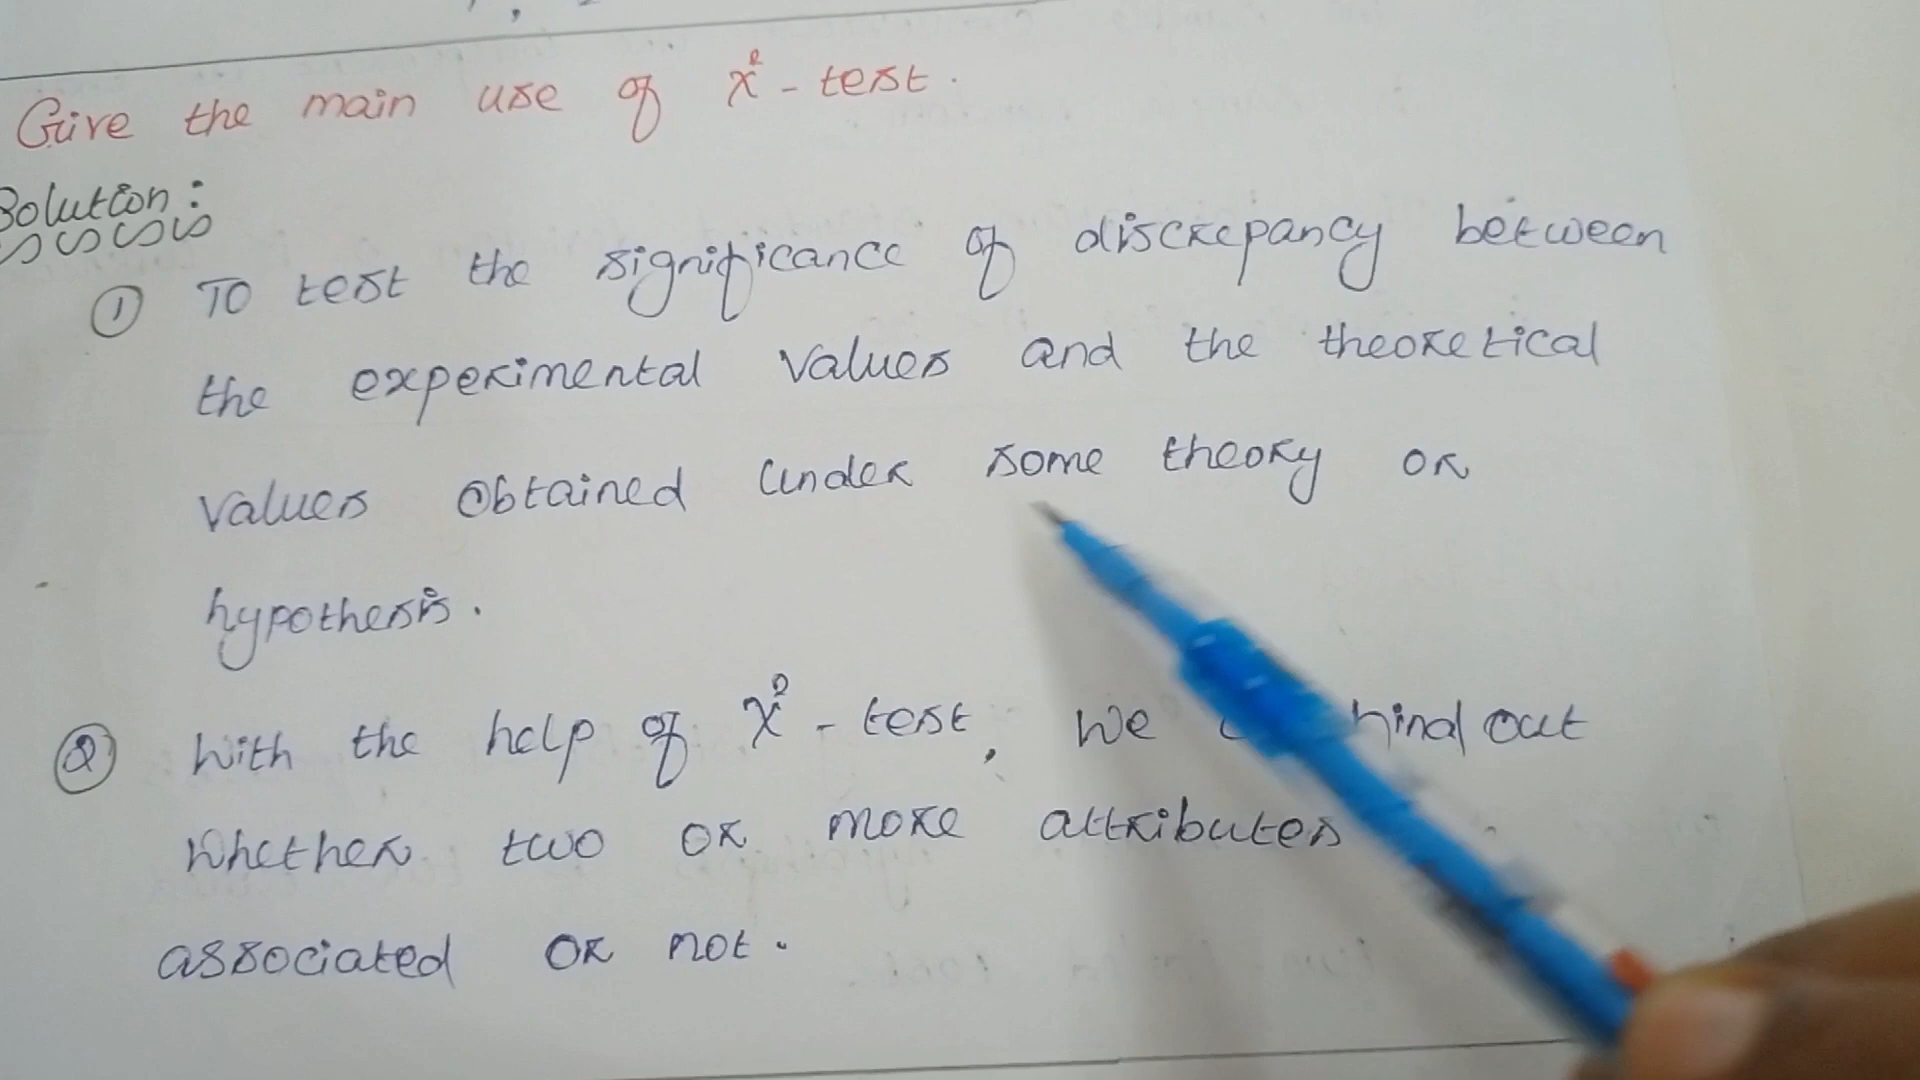 Give the main use of χ² - test.
Solution:
① To test the significance of discrepancy between
the experimental values and the theoretical
values obtained under some theory or
hypothesis.
② With the help of χ² - test, we find out
whether two or more attributes
associated or not.